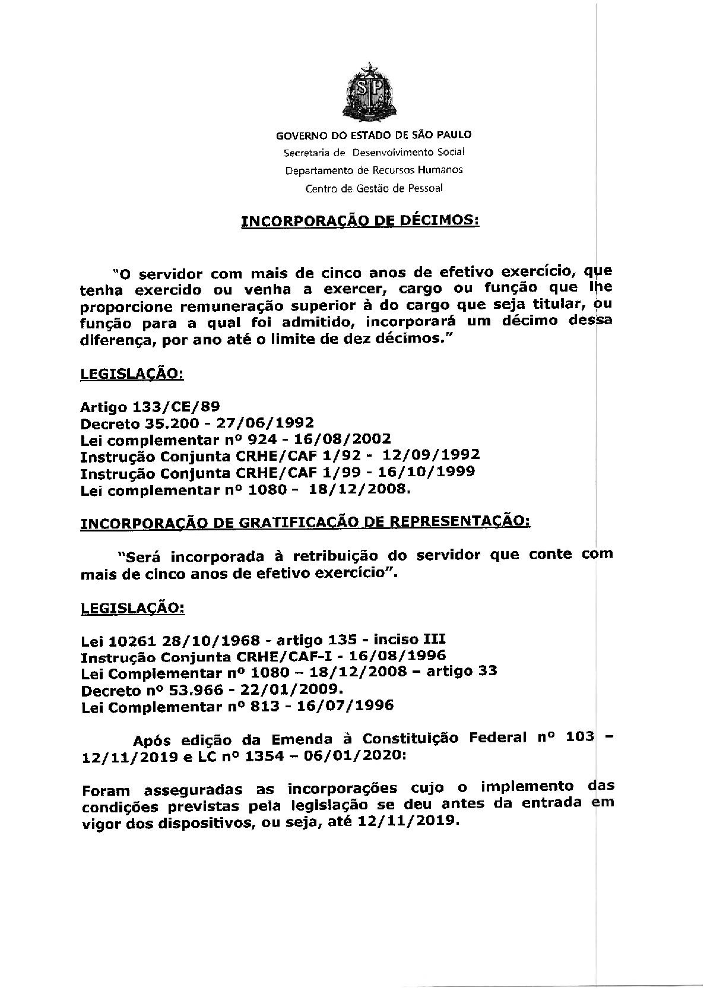 SP
GOVERNO DO ESTADO DE SÃO PAULO
Secretaria de Desenvolvimento Social
Departamento de Recursos Humanos
Centro de Gestão de Pessoal
INCORPORAÇÃO DE DÉCIMOS:
"O servidor com mais de cinco anos de efetivo exercício, que
tenha exercido ou venha a exercer, cargo ou função que lhe
proporcione remuneração superior à do cargo que seja titular, ou
função para a qual foi admitido, incorporará um décimo dessa
diferença, por ano até o limite de dez décimos."
LEGISLAÇÃO:
Artigo 133/CE/89
Decreto 35.200 - 27/06/1992
Lei complementar nº 924 - 16/08/2002
Instrução Conjunta CRHE/CAF 1/92 - 12/09/1992
Instrução Conjunta CRHE/CAF 1/99 - 16/10/1999
Lei complementar nº 1080 - 18/12/2008.
INCORPORAÇÃO DE GRATIFICAÇÃO DE REPRESENTAÇÃO:
"Será incorporada à retribuição do servidor que conte com
mais de cinco anos de efetivo exercício".
LEGISLAÇÃO:
Lei 10261 28/10/1968 - artigo 135 - inciso III
Instrução Conjunta CRHE/CAF-I - 16/08/1996
Lei Complementar nº 1080 – 18/12/2008 – artigo 33
Decreto nº 53.966 - 22/01/2009.
Lei Complementar nº 813 - 16/07/1996
Após edição da Emenda à Constituição Federal nº 103 –
12/11/2019 e LC nº 1354 – 06/01/2020:
Foram asseguradas as incorporações cujo o implemento das
condições previstas pela legislação se deu antes da entrada em
vigor dos dispositivos, ou seja, até 12/11/2019.